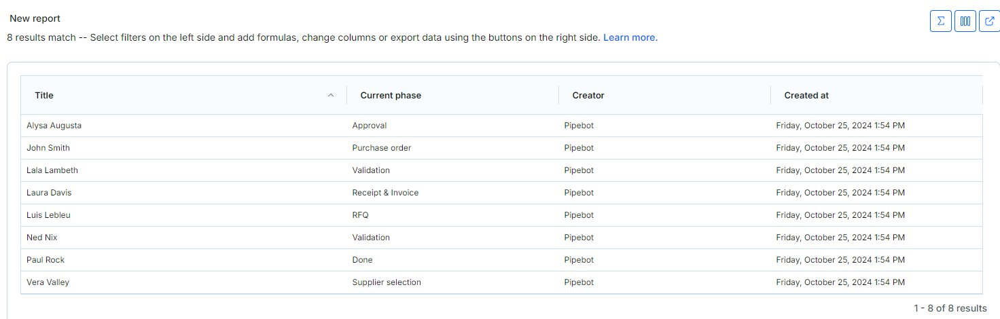 New report
8 results match -- Select filters on the left side and add formulas, change columns or export data using the buttons on the right side. Learn more.
Title Current phase Creator Created at
Alysa Augusta Approval Pipebot Friday, October 25, 2024 1:54 PM
John Smith Purchase order Pipebot Friday, October 25, 2024 1:54 PM
Lala Lambeth Validation Pipebot Friday, October 25, 2024 1:54 PM
Laura Davis Receipt & Invoice Pipebot Friday, October 25, 2024 1:54 PM
Luis Lebleu RFQ Pipebot Friday, October 25, 2024 1:54 PM
Ned Nix Validation Pipebot Friday, October 25, 2024 1:54 PM
Paul Rock Done Pipebot Friday, October 25, 2024 1:54 PM
Vera Valley Supplier selection Pipebot Friday, October 25, 2024 1:54 PM
1 - 8 of 8 results